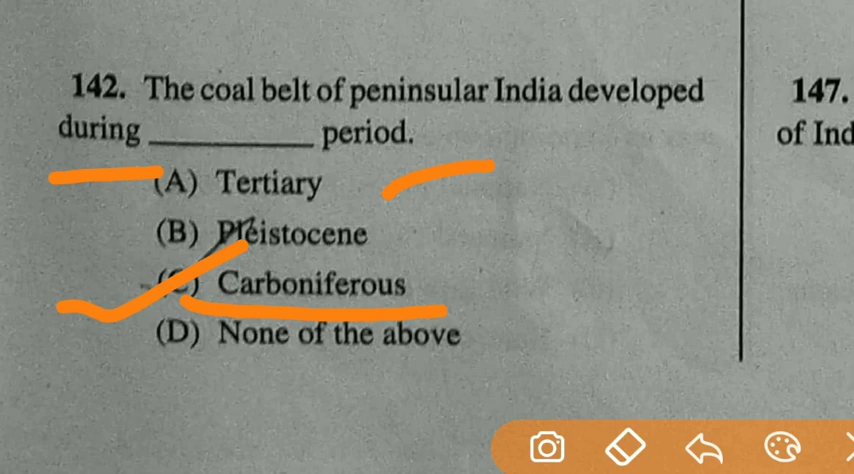 142. The coal belt of peninsular India developed
during ____________ period.
(A) Tertiary
(B) Pleistocene
(C) Carboniferous
(D) None of the above
147.
of Ind